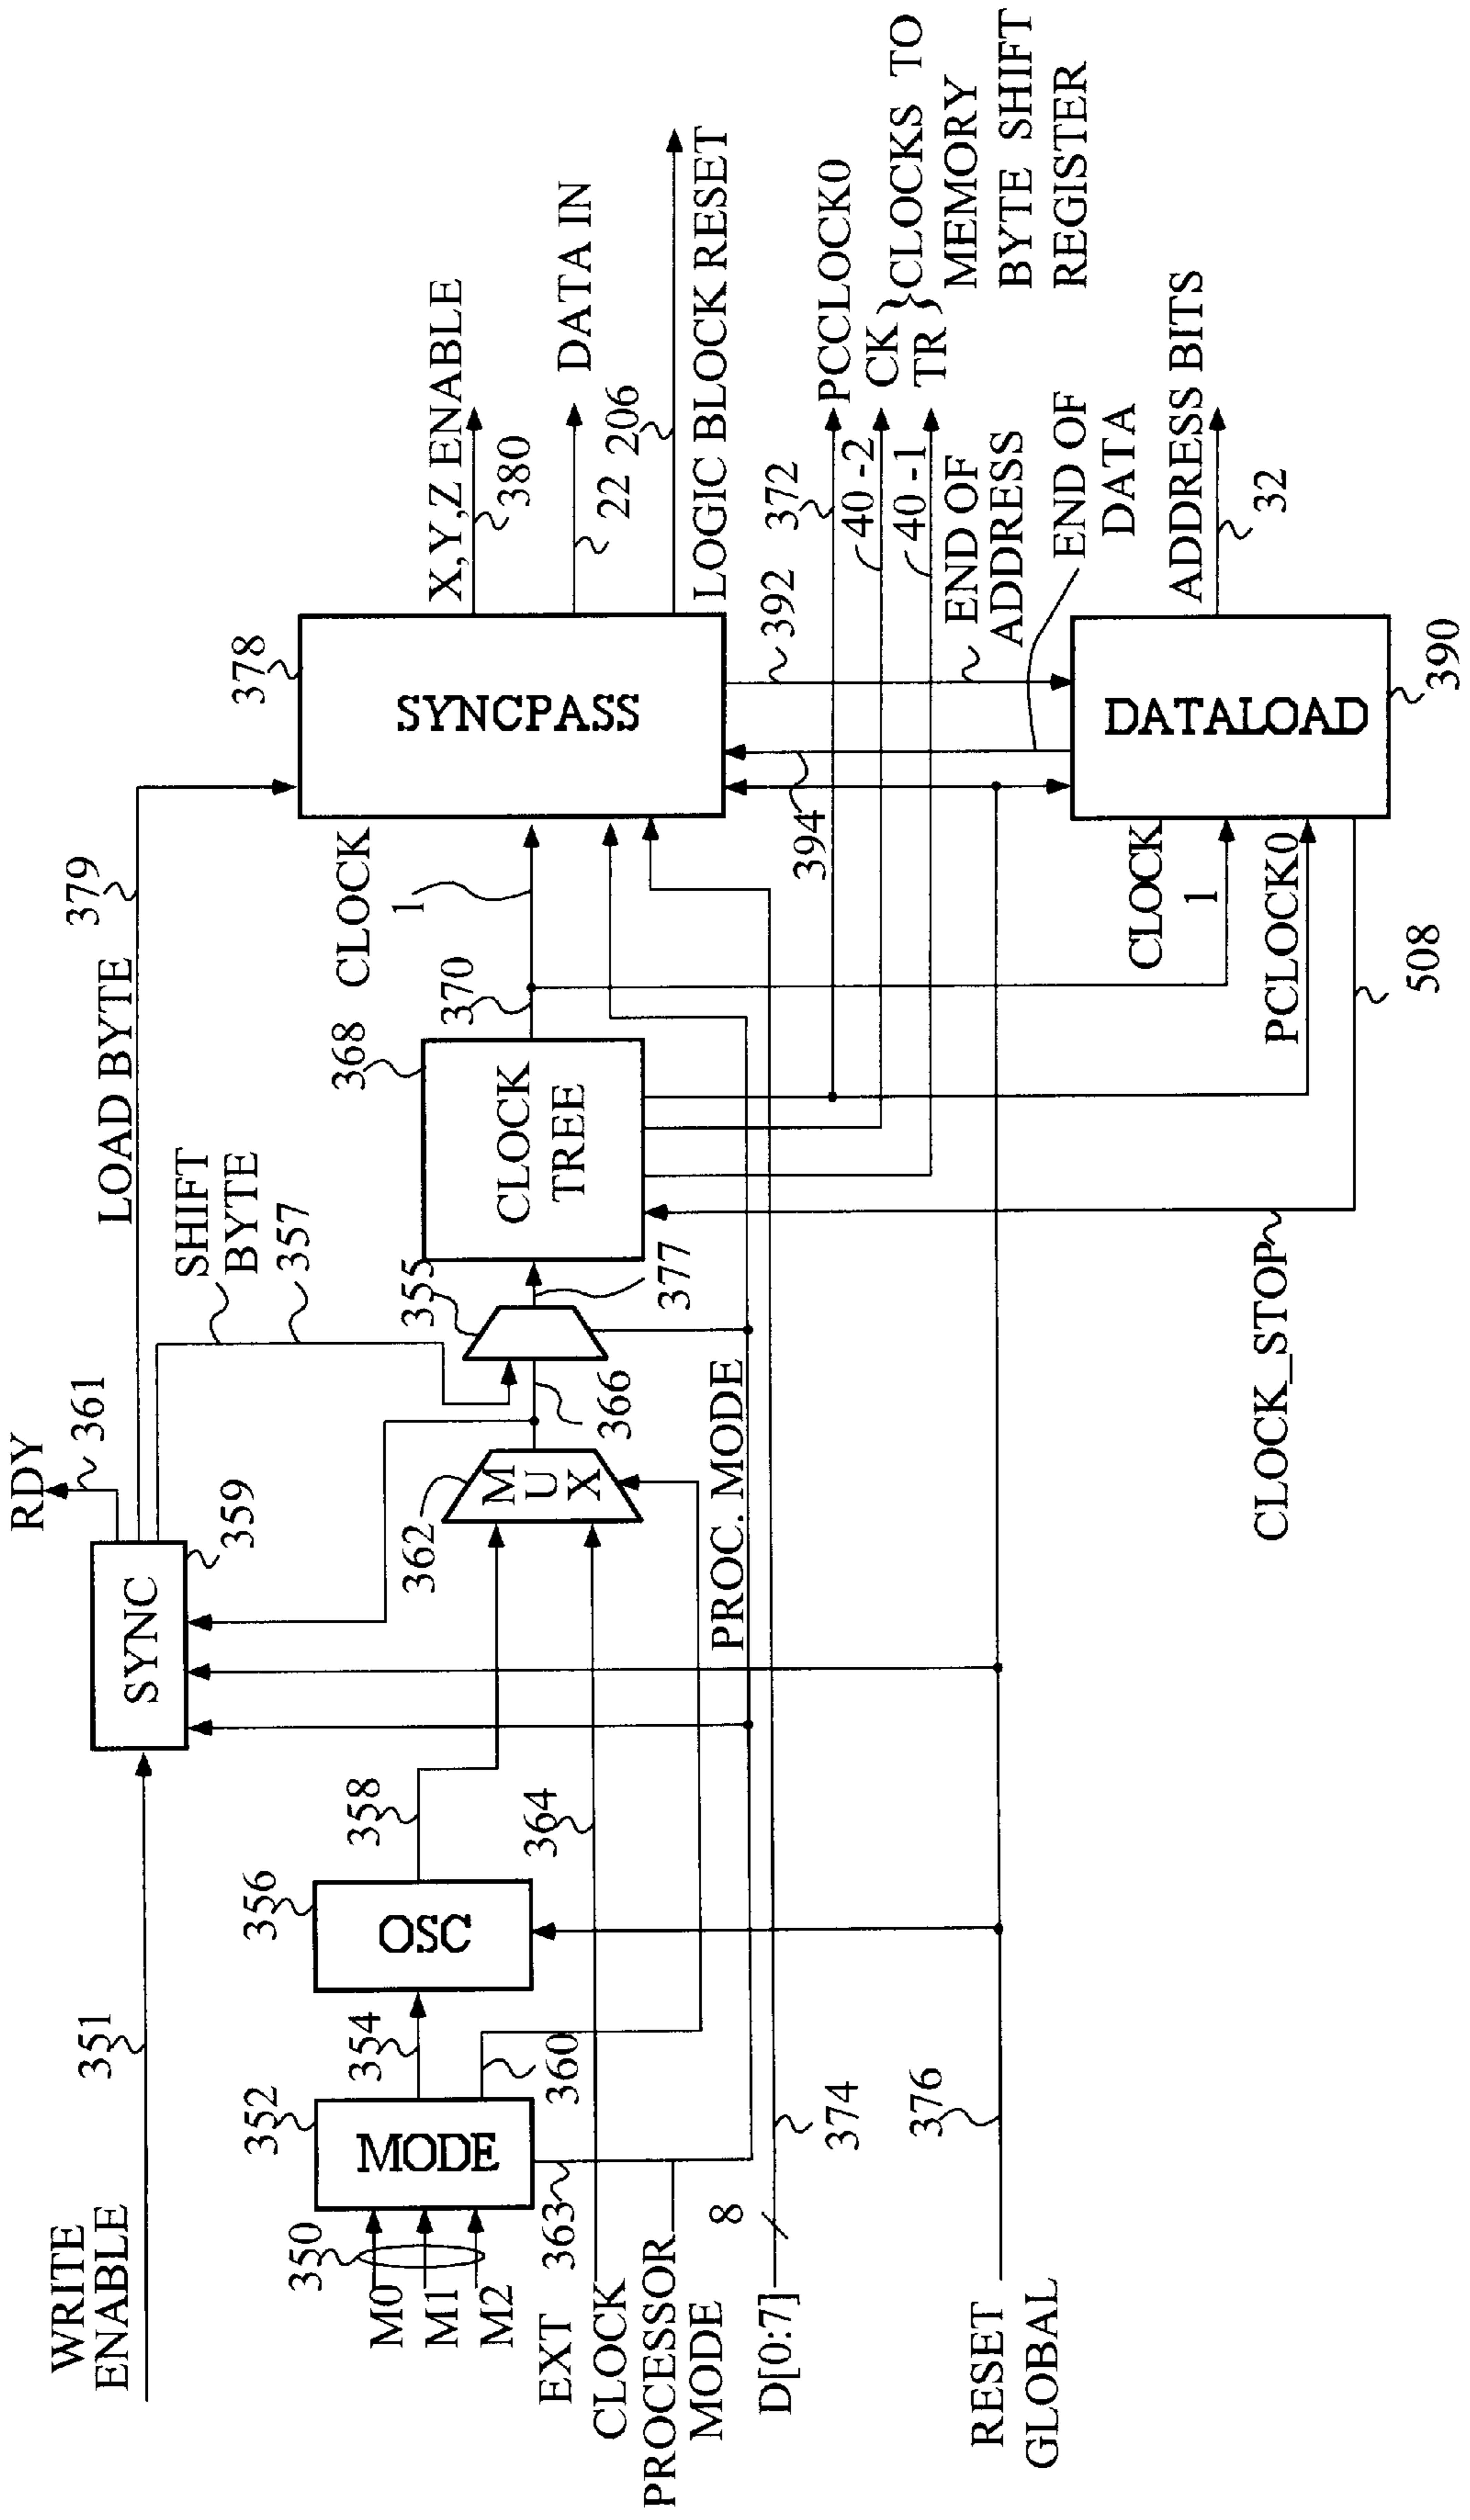 WRITE
ENABLE
351
M0
M1
M2
350
352
MODE
354
360
363
EXT
CLOCK
PROCESSOR
MODE
D[0:7]
8
374
RESET
GLOBAL
376
356
OSC
358
364
SYNC
359
RDY
361
362
MUX
366
PROC. MODE
SHIFT
BYTE
357
355
377
LOAD BYTE
379
368
CLOCK
TREE
370
CLOCK
1
378
SYNCPASS
X,Y,Z ENABLE
380
DATA IN
22
206
LOGIC BLOCK RESET
372
PCCLOCK0
40-2
CK
40-1
TR
CLOCKS TO
MEMORY
BYTE SHIFT
REGISTER
392
END OF
ADDRESS
394
END OF
DATA
ADDRESS BITS
32
DATALOAD
390
CLOCK
1
PCLOCK0
508
CLOCK_STOP